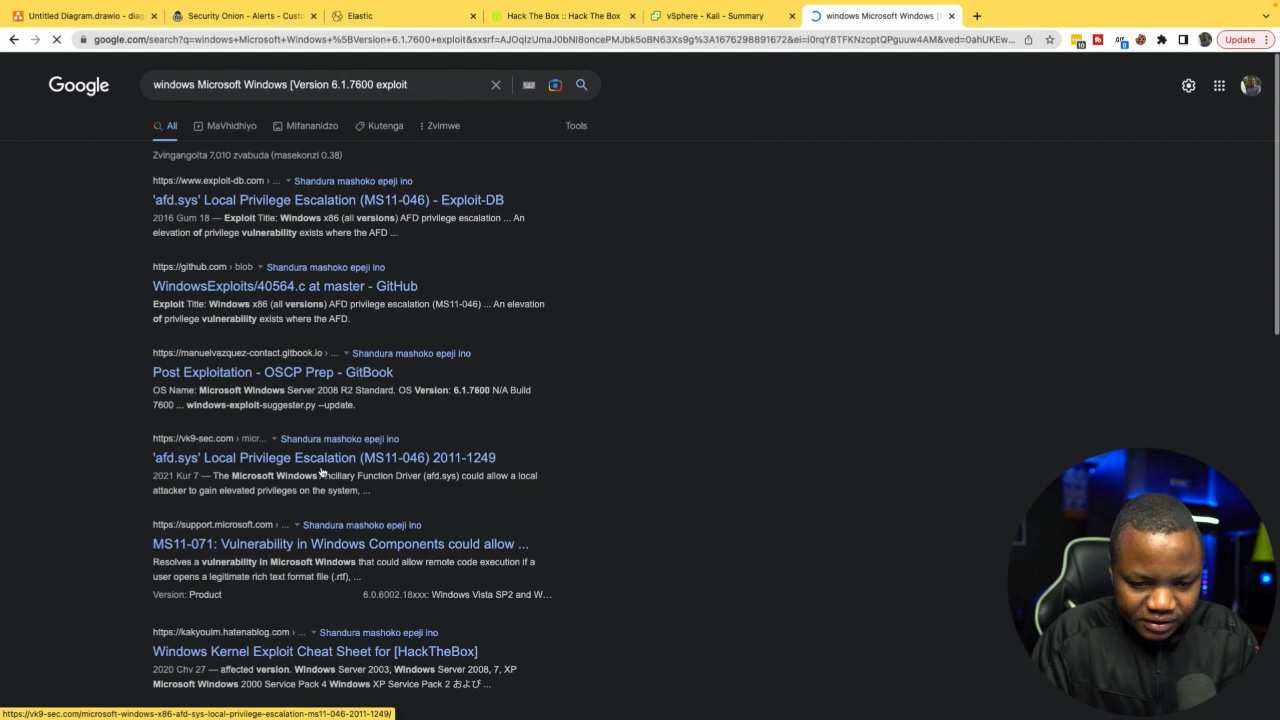 Untitled Diagram.drawio - diag
Security Onion - Alerts - Custo
Elastic
Hack The Box :: Hack The Box
vSphere - Kali - Summary
windows Microsoft Windows [V
google.com/search?q=windows+Microsoft+Windows+%5BVersion+6.1.7600+exploit&sxsrf=AJOqlzUmaJ0bNI8oncePMJbk5oBN63Xs9g%3A1676298891672&ei=i0rqY8TFKNzcptQPguuw4AM&ved=0ahUKEw...
10
8
Update
Google
windows Microsoft Windows [Version 6.1.7600 exploit
All
MaVhidhiyo
Mifananidzo
Kutenga
Zvimwe
Tools
Zvingangoita 7,010 zvabuda (masekonzi 0.38)
https://www.exploit-db.com › ... Shandura mashoko epeji ino
'afd.sys' Local Privilege Escalation (MS11-046) - Exploit-DB
2016 Gum 18 — Exploit Title: Windows x86 (all versions) AFD privilege escalation ... An
elevation of privilege vulnerability exists where the AFD ...
https://github.com › blob Shandura mashoko epeji ino
WindowsExploits/40564.c at master - GitHub
Exploit Title: Windows x86 (all versions) AFD privilege escalation (MS11-046) ... An elevation
of privilege vulnerability exists where the AFD.
https://manuelvazquez-contact.gitbook.io › ... Shandura mashoko epeji ino
Post Exploitation - OSCP Prep - GitBook
OS Name: Microsoft Windows Server 2008 R2 Standard. OS Version: 6.1.7600 N/A Build
7600 ... windows-exploit-suggester.py --update.
https://vk9-sec.com › micr... Shandura mashoko epeji ino
'afd.sys' Local Privilege Escalation (MS11-046) 2011-1249
2021 Kur 7 — The Microsoft Windows Ancillary Function Driver (afd.sys) could allow a local
attacker to gain elevated privileges on the system, ...
https://support.microsoft.com › ... Shandura mashoko epeji ino
MS11-071: Vulnerability in Windows Components could allow ...
Resolves a vulnerability in Microsoft Windows that could allow remote code execution if a
user opens a legitimate rich text format file (.rtf), ...
Version: Product 6.0.6002.18xxx: Windows Vista SP2 and W...
https://kakyouim.hatenablog.com › ... Shandura mashoko epeji ino
Windows Kernel Exploit Cheat Sheet for [HackTheBox]
2020 Chv 27 — affected version. Windows Server 2003, Windows Server 2008, 7, XP
Microsoft Windows 2000 Service Pack 4 Windows XP Service Pack 2 および ...
https://vk9-sec.com/microsoft-windows-x86-afd-sys-local-privilege-escalation-ms11-046-2011-1249/